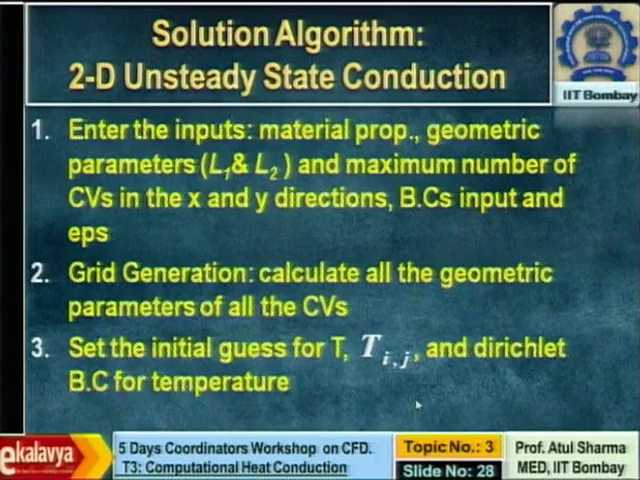 Solution Algorithm:
2-D Unsteady State Conduction
IIT Bombay
1. Enter the inputs: material prop., geometric
parameters (L1& L2 ) and maximum number of
CVs in the x and y directions, B.Cs input and
eps
2. Grid Generation: calculate all the geometric
parameters of all the CVs
3. Set the initial guess for T, Ti,j, and dirichlet
B.C for temperature
ekalavya
5 Days Coordinators Workshop on CFD.
T3: Computational Heat Conduction
Topic No.: 3
Slide No: 28
Prof. Atul Sharma
MED, IIT Bombay